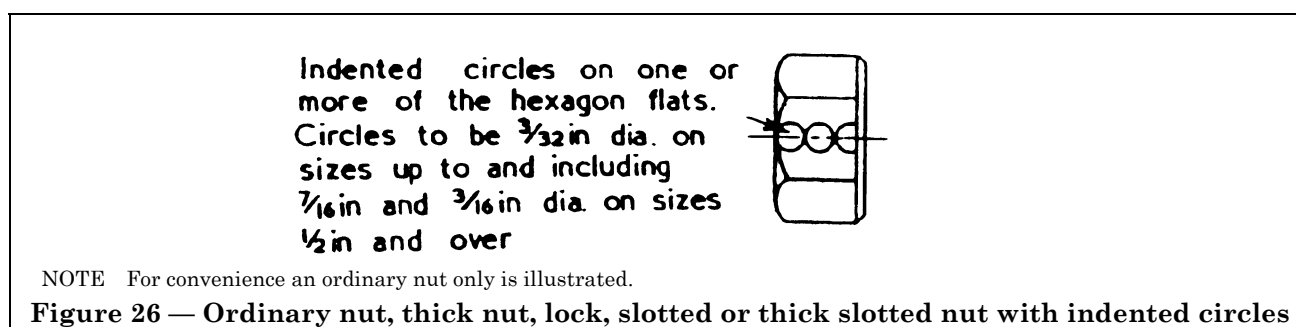 Indented circles on one or
more of the hexagon flats.
Circles to be 3/32in dia. on
sizes up to and including
7/16in and 3/16in dia. on sizes
1/2in and over
NOTE For convenience an ordinary nut only is illustrated.
Figure 26 — Ordinary nut, thick nut, lock, slotted or thick slotted nut with indented circles